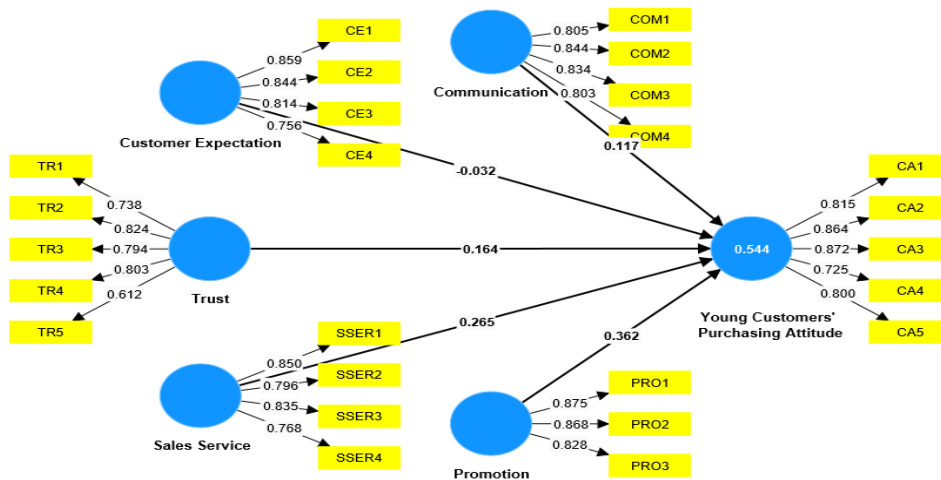 CE1
CE2
CE3
CE4
0.859
0.844
0.814
0.756
Customer Expectation
COM1
COM2
COM3
COM4
0.805
0.844
0.834
0.803
Communication
0.117
-0.032
TR1
TR2
TR3
TR4
TR5
0.738
0.824
0.794
0.803
0.612
Trust
0.164
0.544
CA1
CA2
CA3
CA4
CA5
0.815
0.864
0.872
0.725
0.800
Young Customers'
Purchasing Attitude
0.265
0.362
SSER1
SSER2
SSER3
SSER4
0.850
0.796
0.835
0.768
Sales Service
PRO1
PRO2
PRO3
0.875
0.868
0.828
Promotion